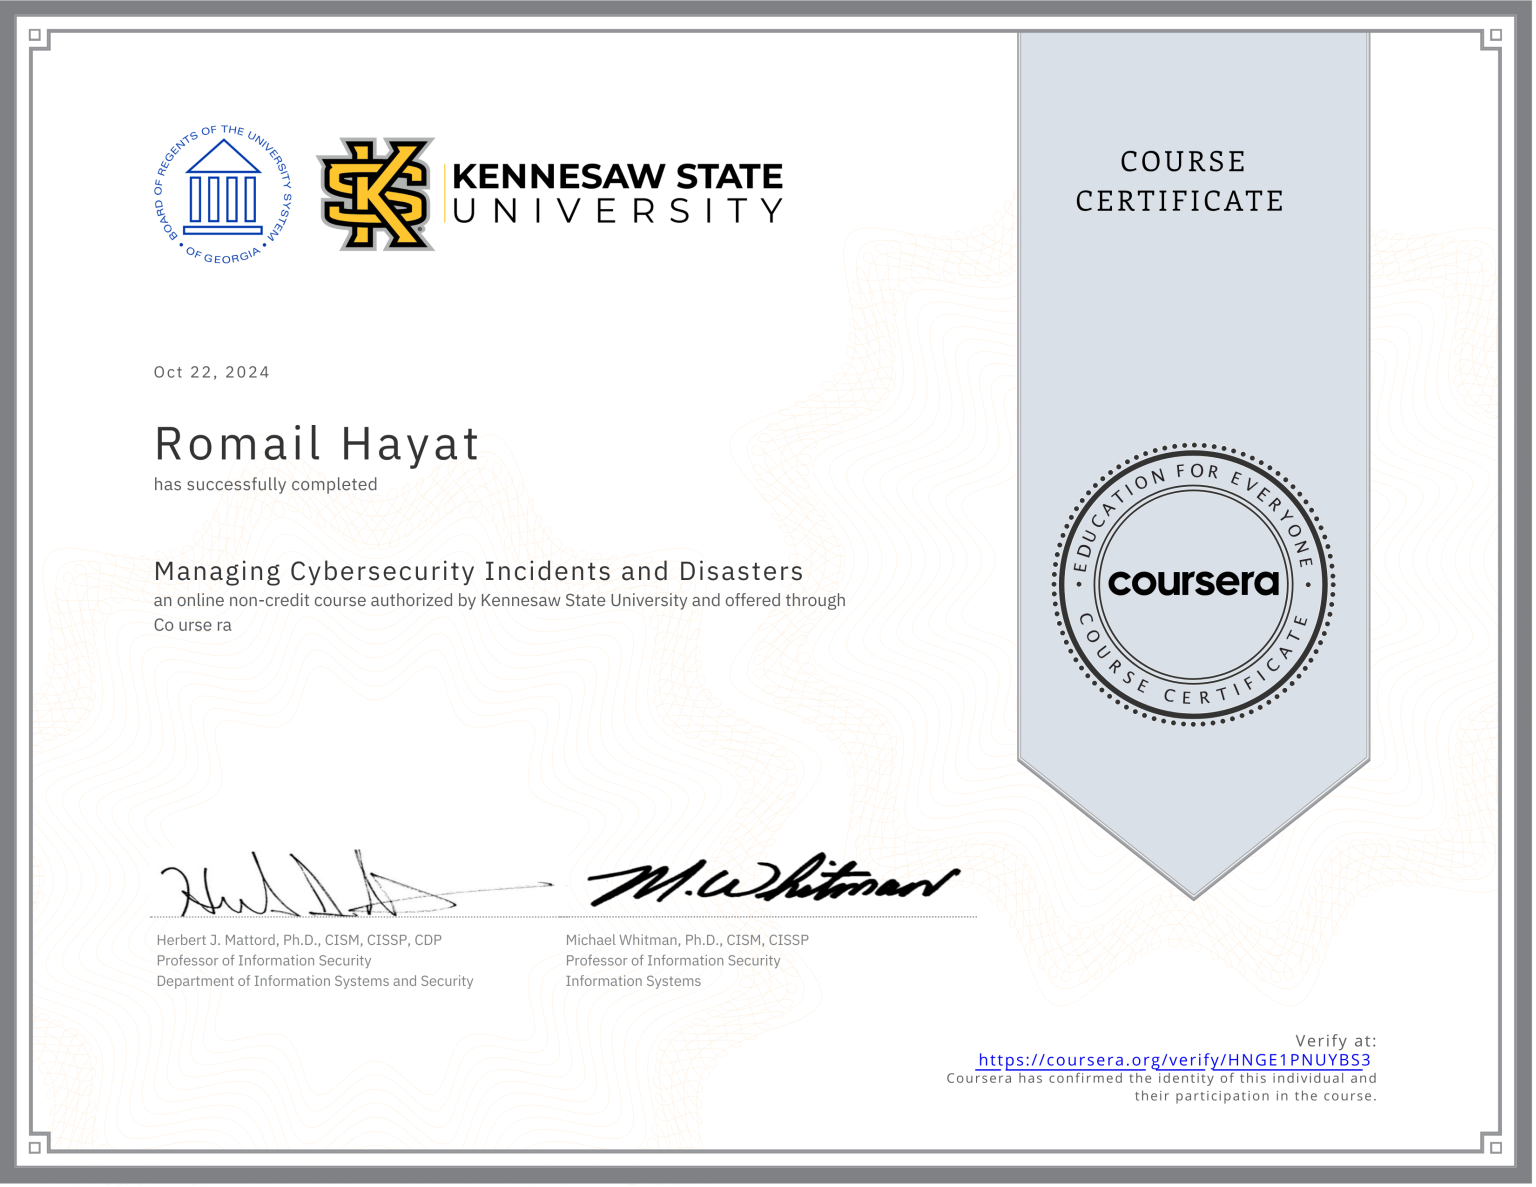 BOARD OF REGENTS OF THE UNIVERSITY SYSTEM
• OF GEORGIA •
KS
KENNESAW STATE
UNIVERSITY
COURSE
CERTIFICATE
Oct 22, 2024
Romail Hayat
has successfully completed
Managing Cybersecurity Incidents and Disasters
an online non-credit course authorized by Kennesaw State University and offered through
Co urse ra
• EDUCATION FOR EVERYONE •
coursera
COURSE CERTIFICATE
M. Whitman
Herbert J. Mattord, Ph.D., CISM, CISSP, CDP
Professor of Information Security
Department of Information Systems and Security
Michael Whitman, Ph.D., CISM, CISSP
Professor of Information Security
Information Systems
Verify at:
https://coursera.org/verify/HNGE1PNUYBS3
Coursera has confirmed the identity of this individual and
their participation in the course.